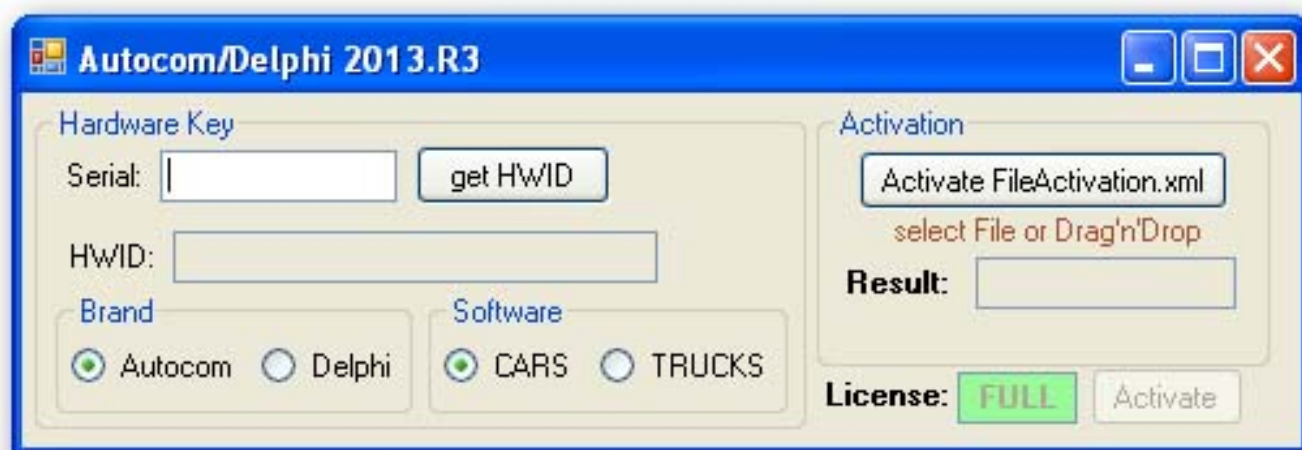 Autocom/Delphi 2013.R3
Hardware Key
Serial:
get HWID
HWID:
Brand
Autocom
Delphi
Software
CARS
TRUCKS
Activation
Activate FileActivation.xml
select File or Drag'n'Drop
Result:
License:
FULL
Activate